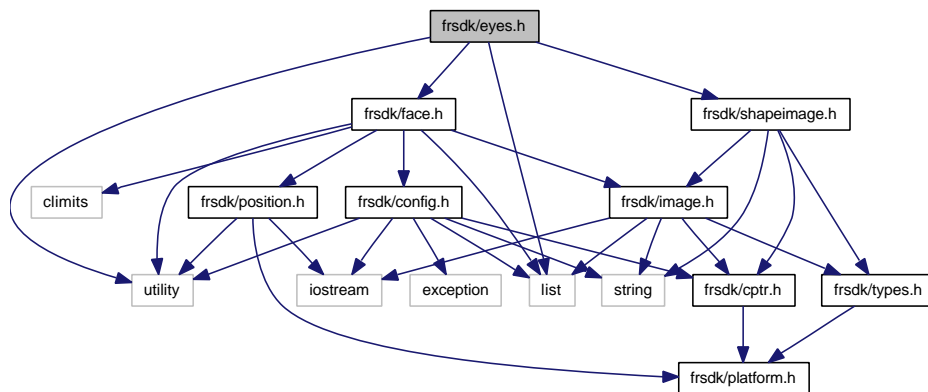 frsdk/eyes.h
frsdk/face.h
frsdk/shapeimage.h
climits
frsdk/position.h
frsdk/config.h
frsdk/image.h
utility
iostream
exception
list
string
frsdk/cptr.h
frsdk/types.h
frsdk/platform.h